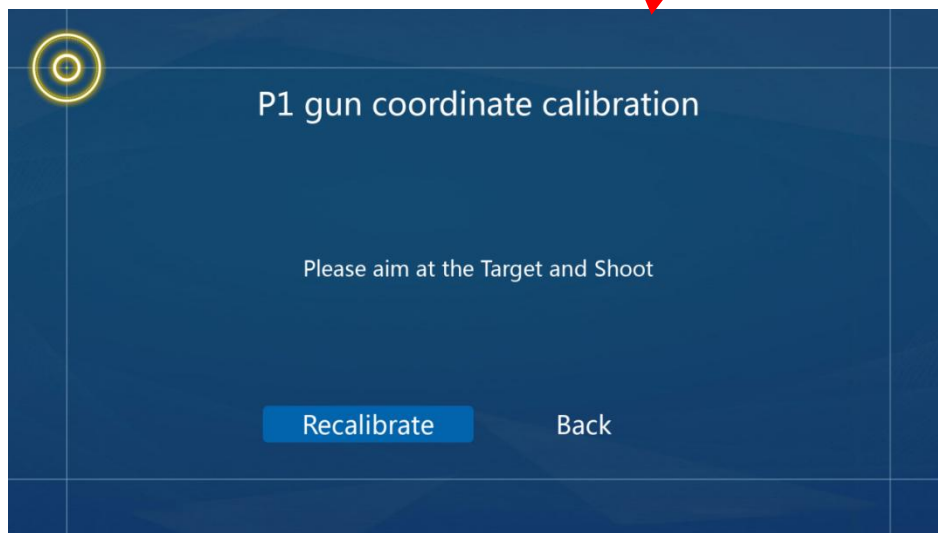 P1 gun coordinate calibration
Please aim at the Target and Shoot
Recalibrate Back